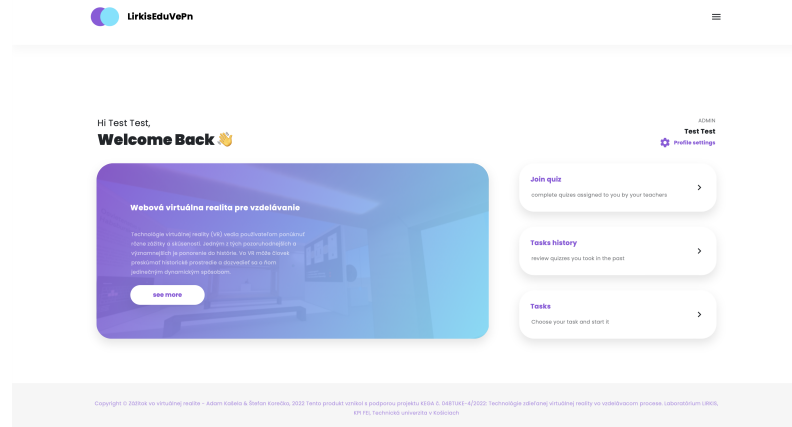 LirkisEduVePn
Hi Test Test,
Welcome Back
ADMIN
Test Test
Profile settings
Webová virtuálna realita pre vzdelávanie
Technológie virtuálnej reality (VR) vedia používateľom ponúknuť
rôzne zážitky a skúsenosti. Jedným z tých pozoruhodnejších a
významnejších je ponorenie do histórie. Vo VR môže človek
preskúmať historické prostredie a dozvedieť sa o ňom
jedinečným dynamickým spôsobom.
see more
Join quiz
complete quizes assigned to you by your teachers
Tasks history
review quizzes you took in the past
Tasks
Choose your task and start it
Copyright © Zážitok vo virtuálnej realite - Adam Kašela & Štefan Korečko, 2022 Tento produkt vznikol s podporou projektu KEGA č. 048TUKE-4/2022: Technológie zdieľanej virtuálnej reality vo vzdelávacom procese, Laboratórium LIRKIS,
KPI FEI, Technická univerzita v Košiciach